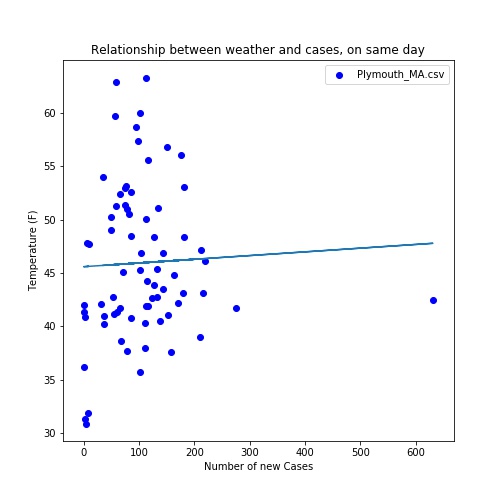 Relationship between weather and cases, on same day
Plymouth_MA.csv
Temperature (F)
60
55
50
45
40
35
30
0 100 200 300 400 500 600
Number of new Cases